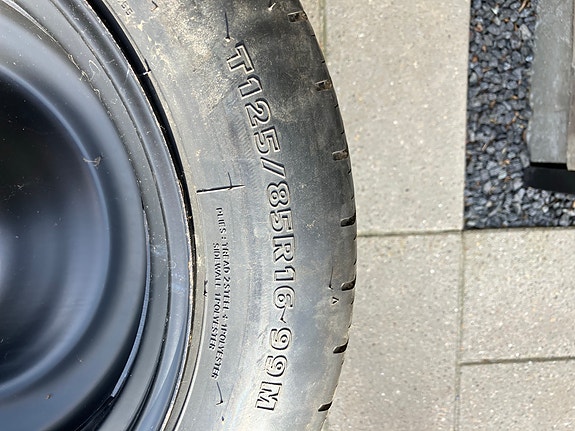 T125/85R16 99M
PLIES: TREAD 2 STEEL + 1 POLYESTER
SIDEWALL 1 POLYESTER